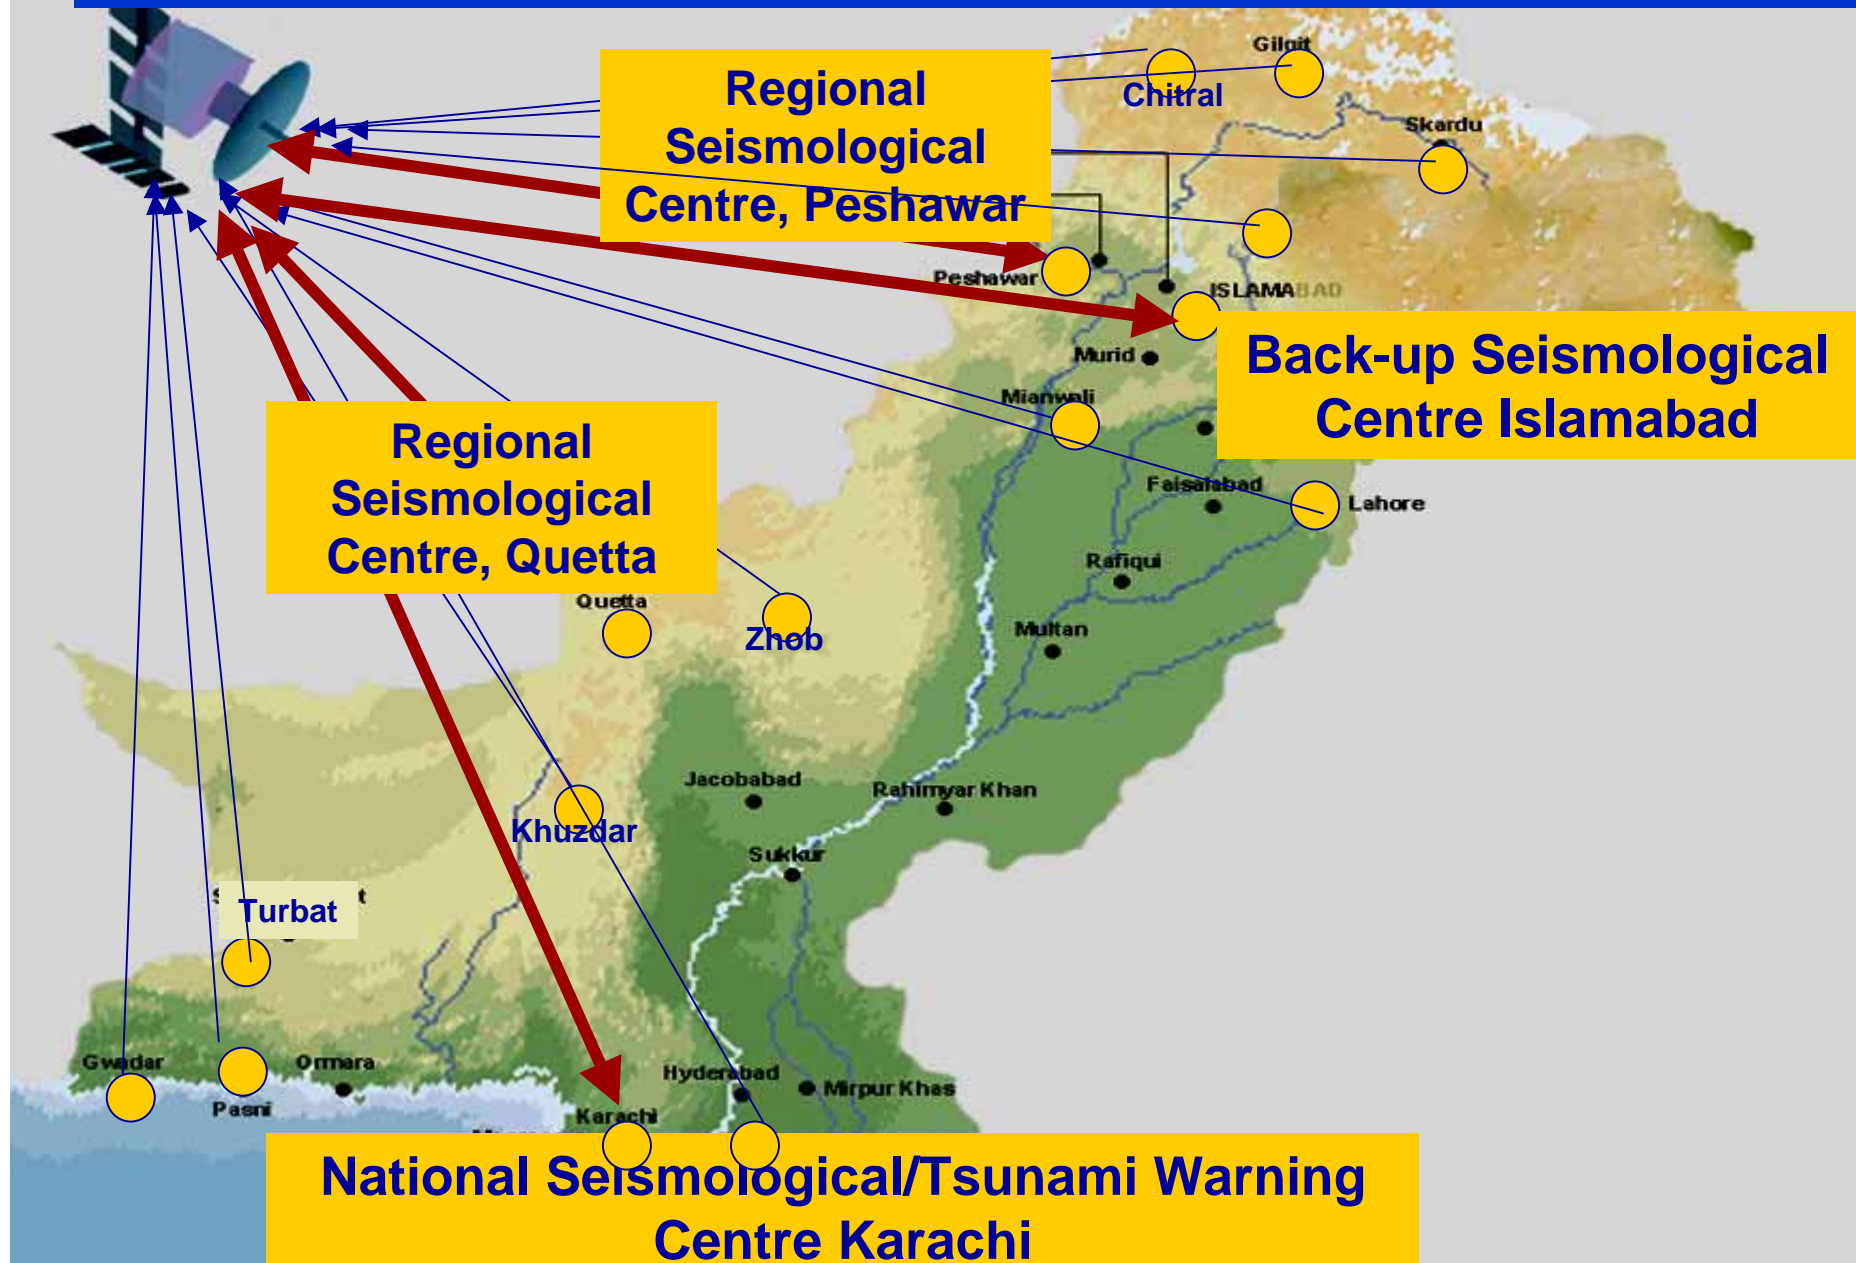 Gilgit
Regional
Seismological
Centre, Peshawar
Chitral
Skardu
Peshawar
ISLAMABAD
Back-up Seismological
Centre Islamabad
Murid
Mianwali
Regional
Seismological
Centre, Quetta
Faisalabad
Lahore
Rafiqui
Quetta
Zhob
Multan
Jacobabad
Rahimyar Khan
Khuzdar
Sukkur
Turbat
Gwadar
Ormara
Pasni
Hyderabad
Mirpur Khas
Karachi
National Seismological/Tsunami Warning
Centre Karachi